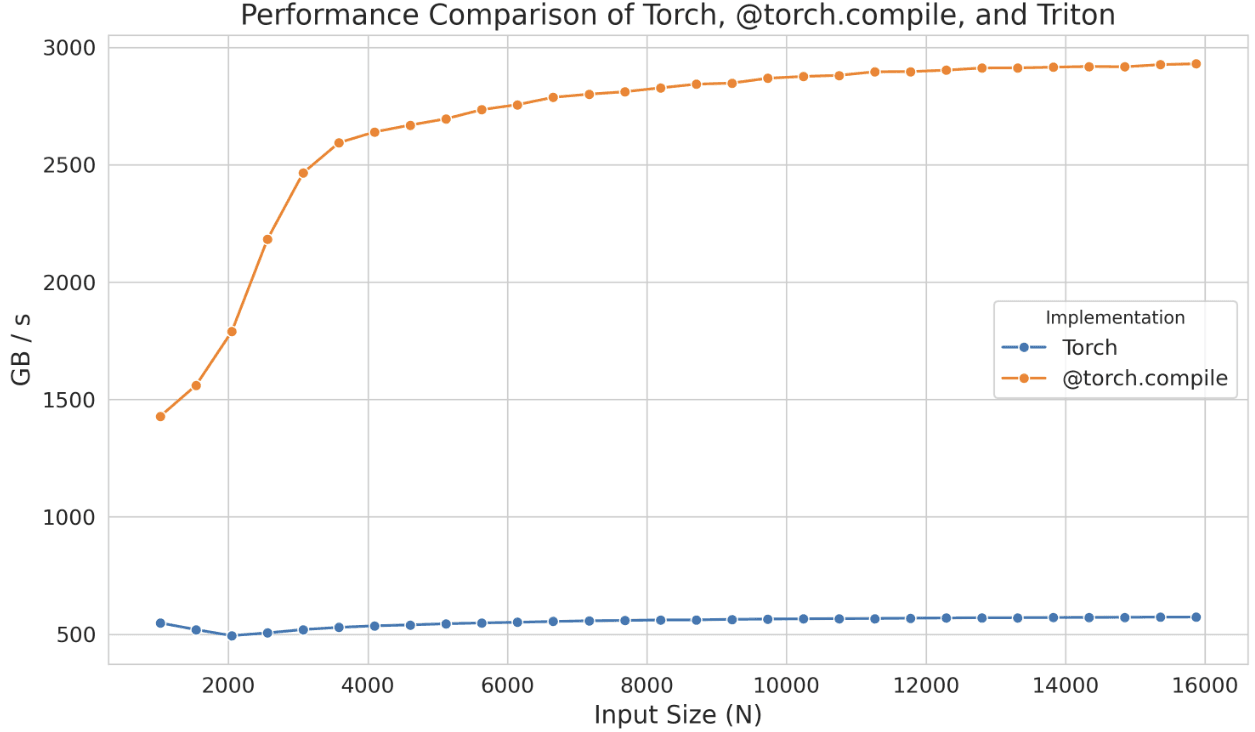 Performance Comparison of Torch, @torch.compile, and Triton
3000
2500
2000
1500
1000
500
GB / s
Implementation
Torch
@torch.compile
2000 4000 6000 8000 10000 12000 14000 16000
Input Size (N)